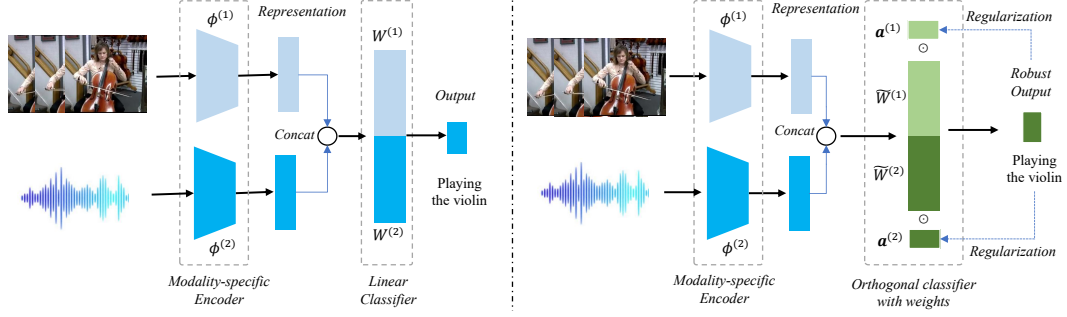 Representation
ϕ⁽¹⁾
W⁽¹⁾
Output
Concat
Playing
the violin
ϕ⁽²⁾
W⁽²⁾
Modality-specific
Encoder
Linear
Classifier
Representation
ϕ⁽¹⁾
a⁽¹⁾
Regularization
⊙
W̃⁽¹⁾
Robust
Output
Concat
W̃⁽²⁾
Playing
the violin
⊙
ϕ⁽²⁾
a⁽²⁾
Regularization
Modality-specific
Encoder
Orthogonal classifier
with weights